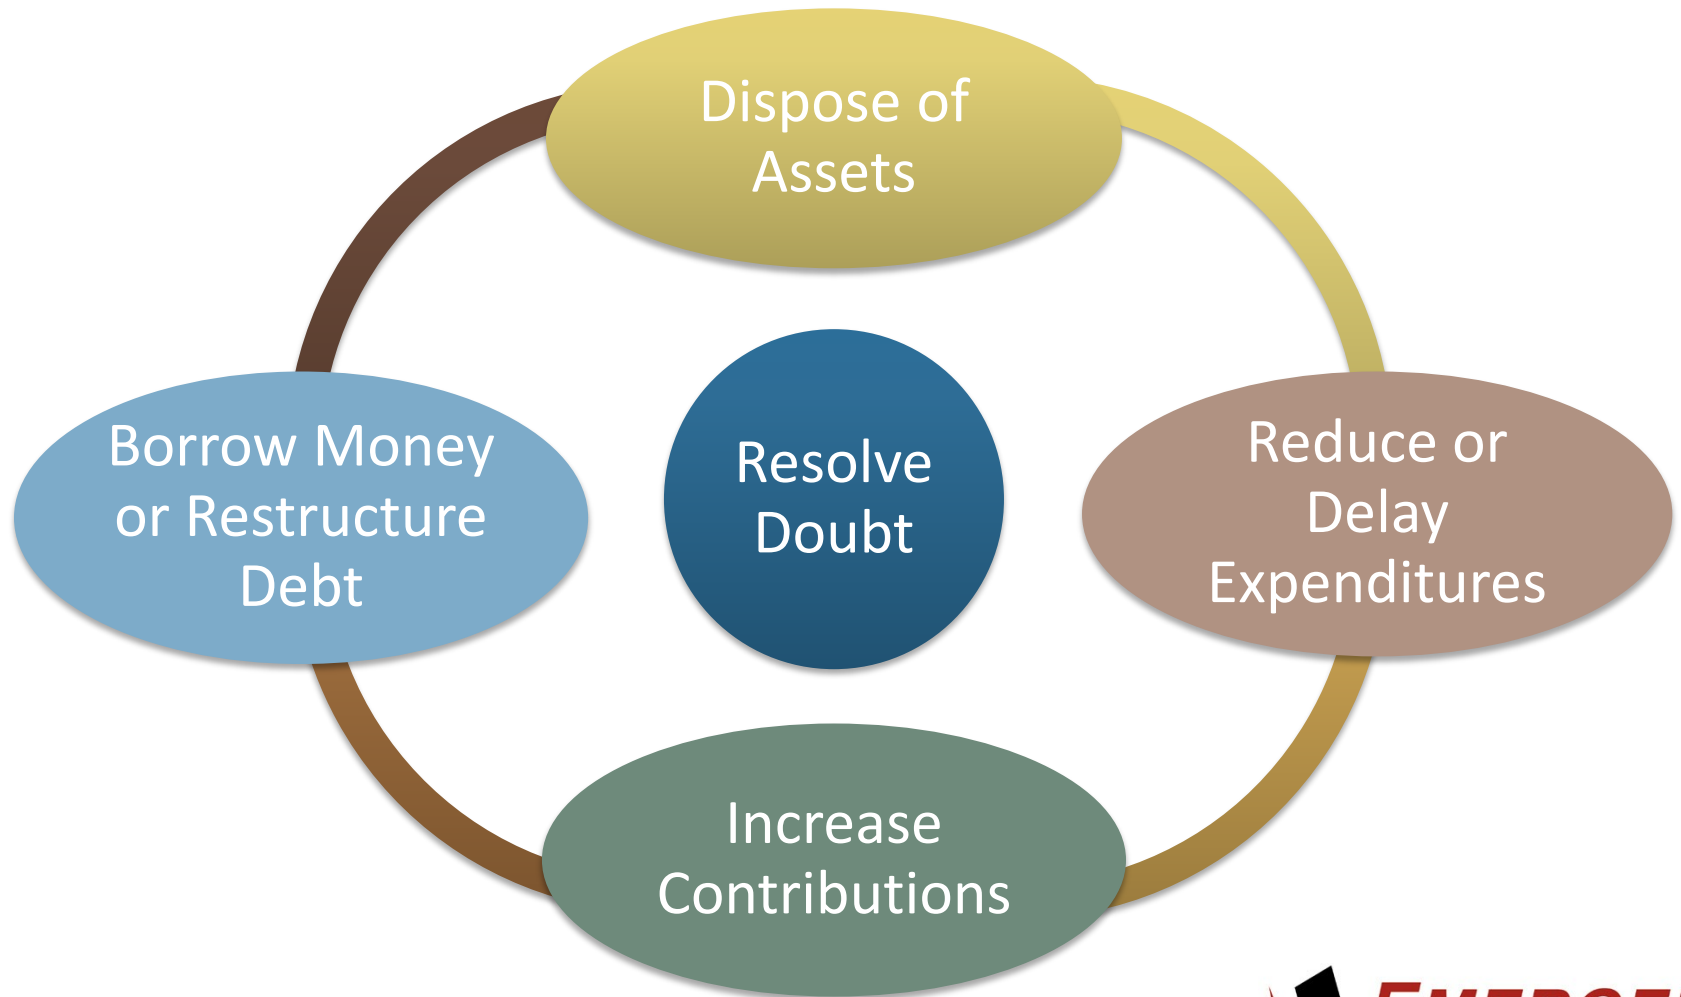 Dispose of
Assets
Borrow Money
or Restructure
Debt
Resolve
Doubt
Reduce or
Delay
Expenditures
Increase
Contributions